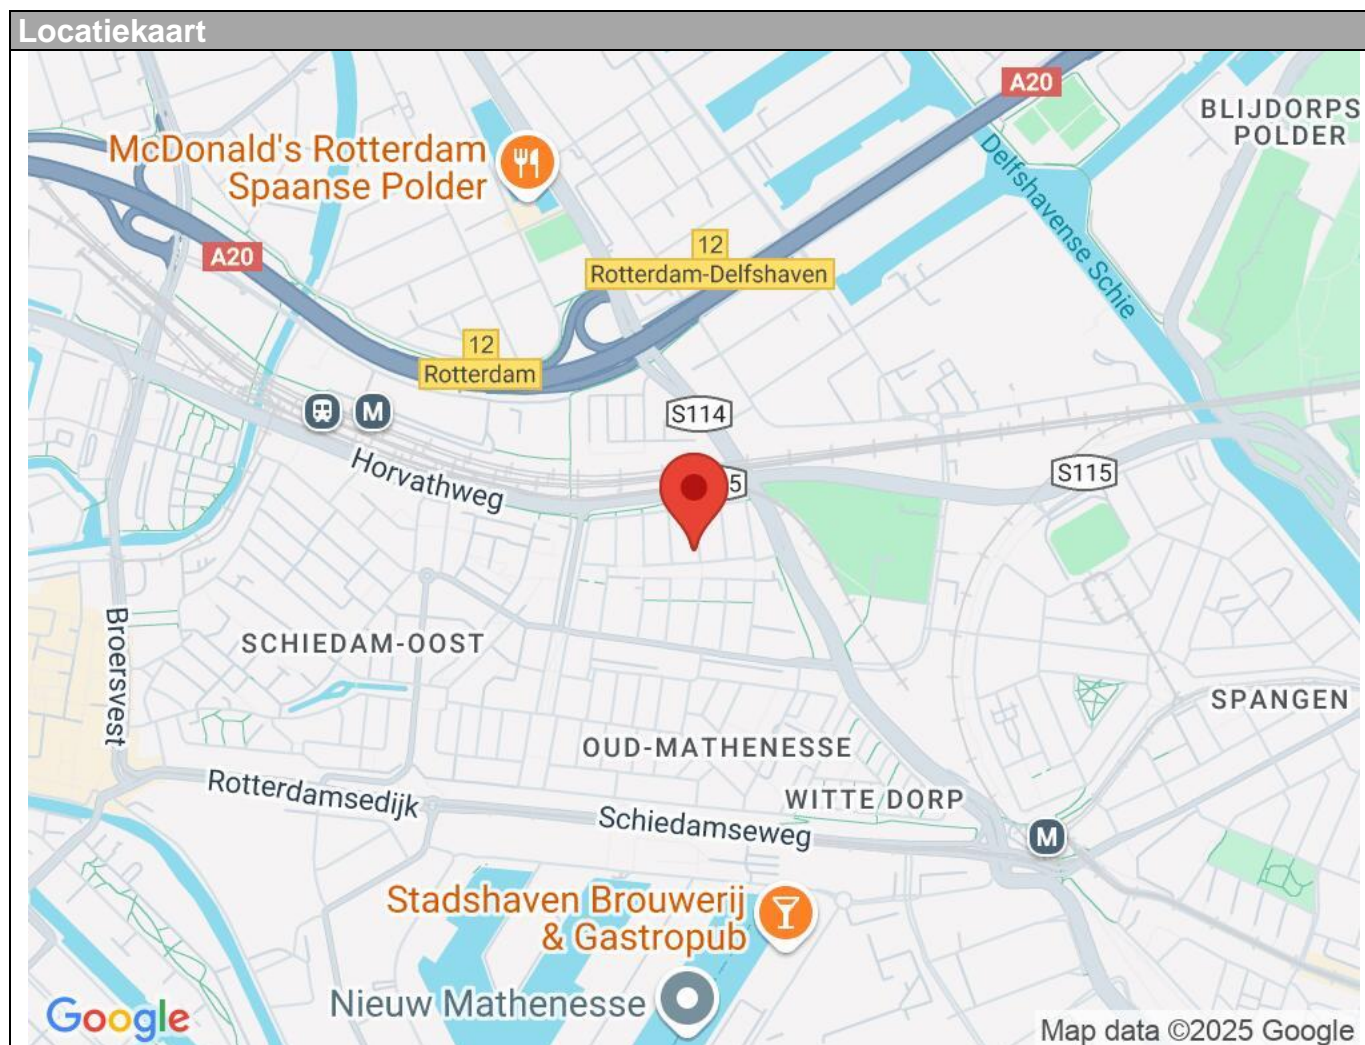 Locatiekaart
A20
BLIJDORPS
POLDER
McDonald's Rotterdam
Spaanse Polder
Delfshavense Schie
A20
12
Rotterdam-Delfshaven
12
Rotterdam
S114
M
Horvathweg
5
S115
Broersvest
SCHIEDAM-OOST
SPANGEN
OUD-MATHENESSE
Rotterdamsedijk
WITTE DORP
Schiedamseweg
M
Stadshaven Brouwerij
& Gastropub
Nieuw Mathenesse
Google
Map data ©2025 Google